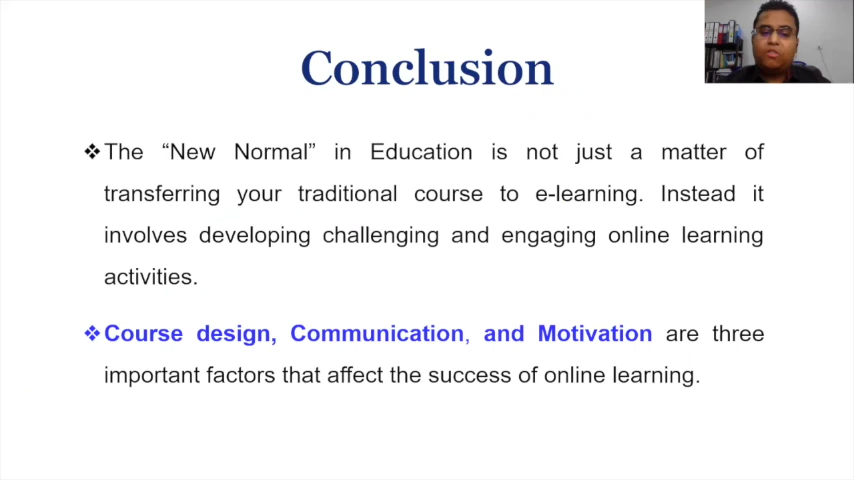 Conclusion
❖The “New Normal” in Education is not just a matter of
transferring your traditional course to e-learning. Instead it
involves developing challenging and engaging online learning
activities.
❖Course design, Communication, and Motivation are three
important factors that affect the success of online learning.